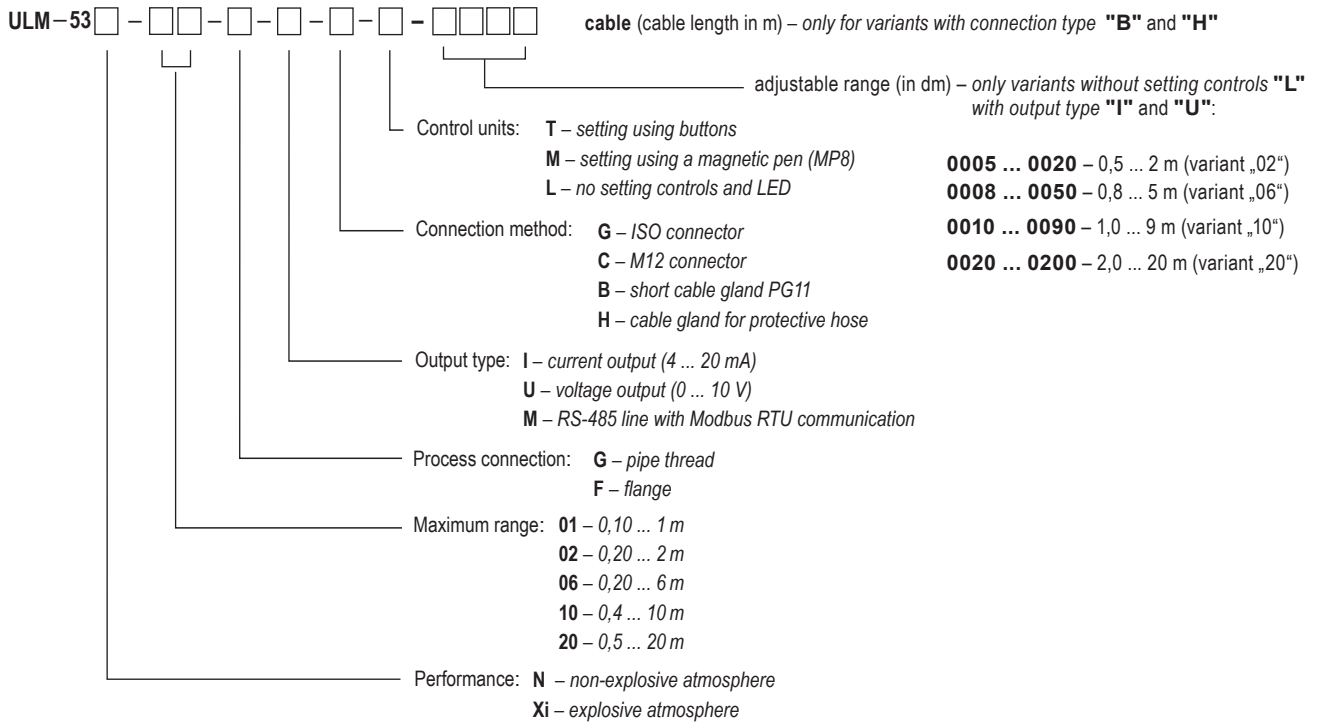 ULM–53□ – □□ – □ – □ – □ – □ – □□□□ cable (cable length in m) – only for variants with connection type "B" and "H"
adjustable range (in dm) – only variants without setting controls "L"
with output type "I" and "U":
Control units: T – setting using buttons
M – setting using a magnetic pen (MP8)
L – no setting controls and LED
0005 ... 0020 – 0,5 ... 2 m (variant „02“)
0008 ... 0050 – 0,8 ... 5 m (variant „06“)
0010 ... 0090 – 1,0 ... 9 m (variant „10“)
0020 ... 0200 – 2,0 ... 20 m (variant „20“)
Connection method: G – ISO connector
C – M12 connector
B – short cable gland PG11
H – cable gland for protective hose
Output type: I – current output (4 ... 20 mA)
U – voltage output (0 ... 10 V)
M – RS-485 line with Modbus RTU communication
Process connection: G – pipe thread
F – flange
Maximum range: 01 – 0,10 ... 1 m
02 – 0,20 ... 2 m
06 – 0,20 ... 6 m
10 – 0,4 ... 10 m
20 – 0,5 ... 20 m
Performance: N – non-explosive atmosphere
Xi – explosive atmosphere